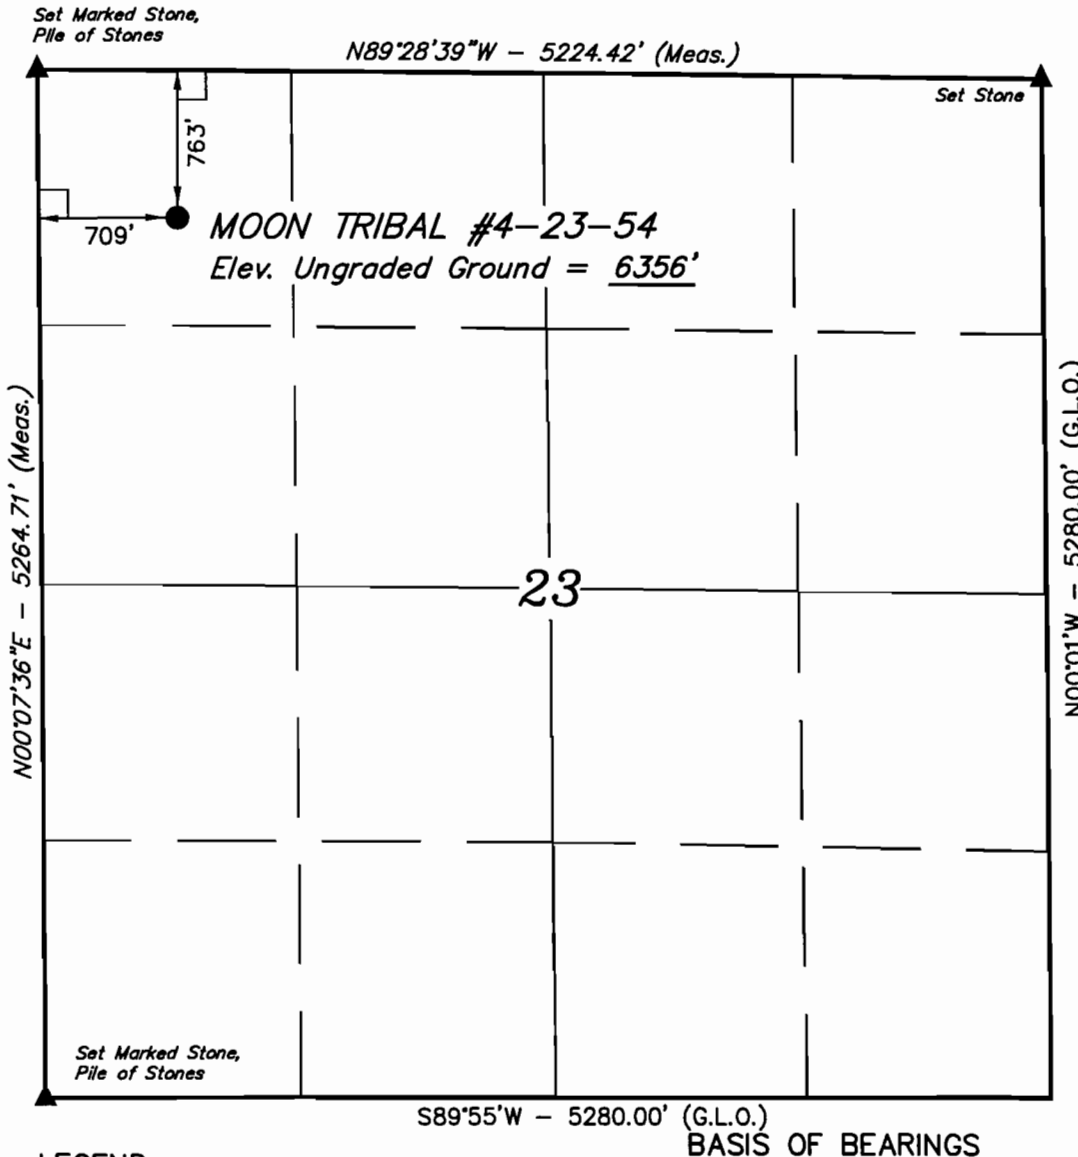 Set Marked Stone,
Pile of Stones
N89°28'39"W - 5224.42' (Meas.)
Set Stone
763'
709'
MOON TRIBAL #4-23-54
Elev. Ungraded Ground = 6356'
N00°07'36"E - 5264.71' (Meas.)
N00°01'W - 5280.00' (G.L.O.)
23
Set Marked Stone,
Pile of Stones
S89°55'W - 5280.00' (G.L.O.)
BASIS OF BEARINGS
LEGEND